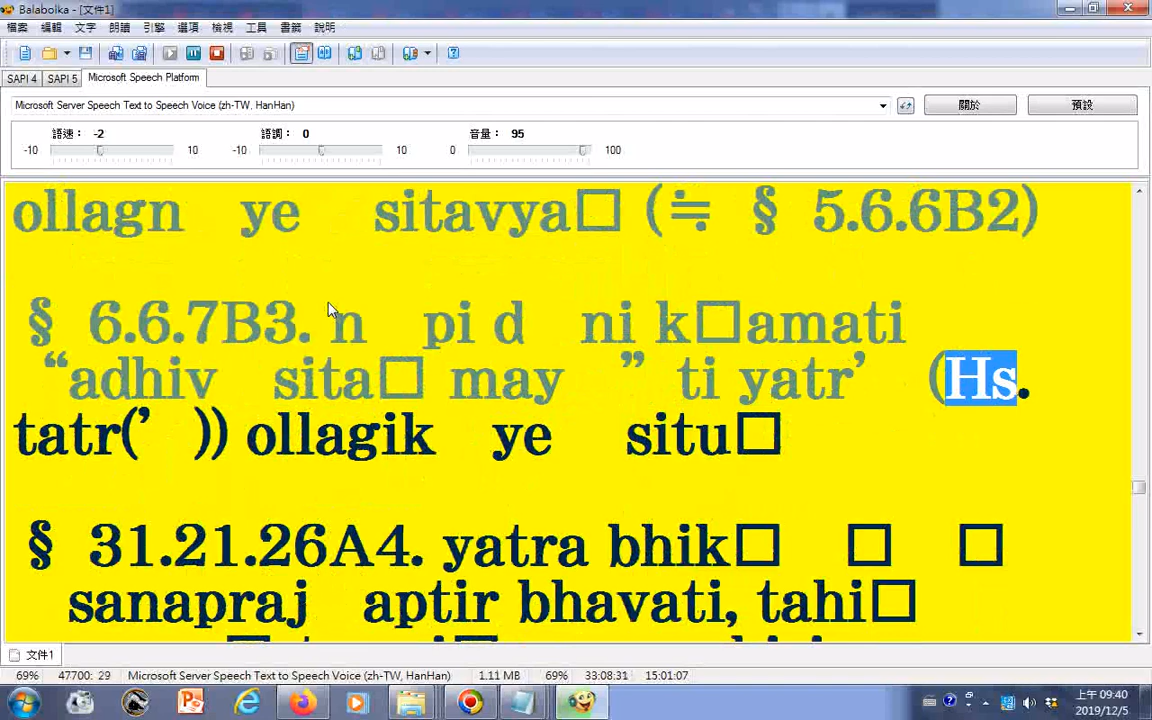 Balabolka - [文件1]
檔案 編輯 文字 朗讀 引擎 選項 檢視 工具 書籤 說明
SAPI 4 SAPI 5 Microsoft Speech Platform
Microsoft Server Speech Text to Speech Voice (zh-TW, HanHan)
關於 預設
語速： -2 語調： 0 音量： 95
-10 10 -10 10 0 100
ollagn ye sitavya□ (≒ § 5.6.6B2)
§ 6.6.7B3. n pi d ni k□amati
“adhiv sita□ may ” ti yatr’ (Hs.
tatr(’ )) ollagik ye situ□
§ 31.21.26A4. yatra bhik□ □ □
sanapraj aptir bhavati, tahi□
文件1
69% 47700: 29 Microsoft Server Speech Text to Speech Voice (zh-TW, HanHan) 1.11 MB 69% 33:08:31 15:01:07
上午 09:40
2019/12/5